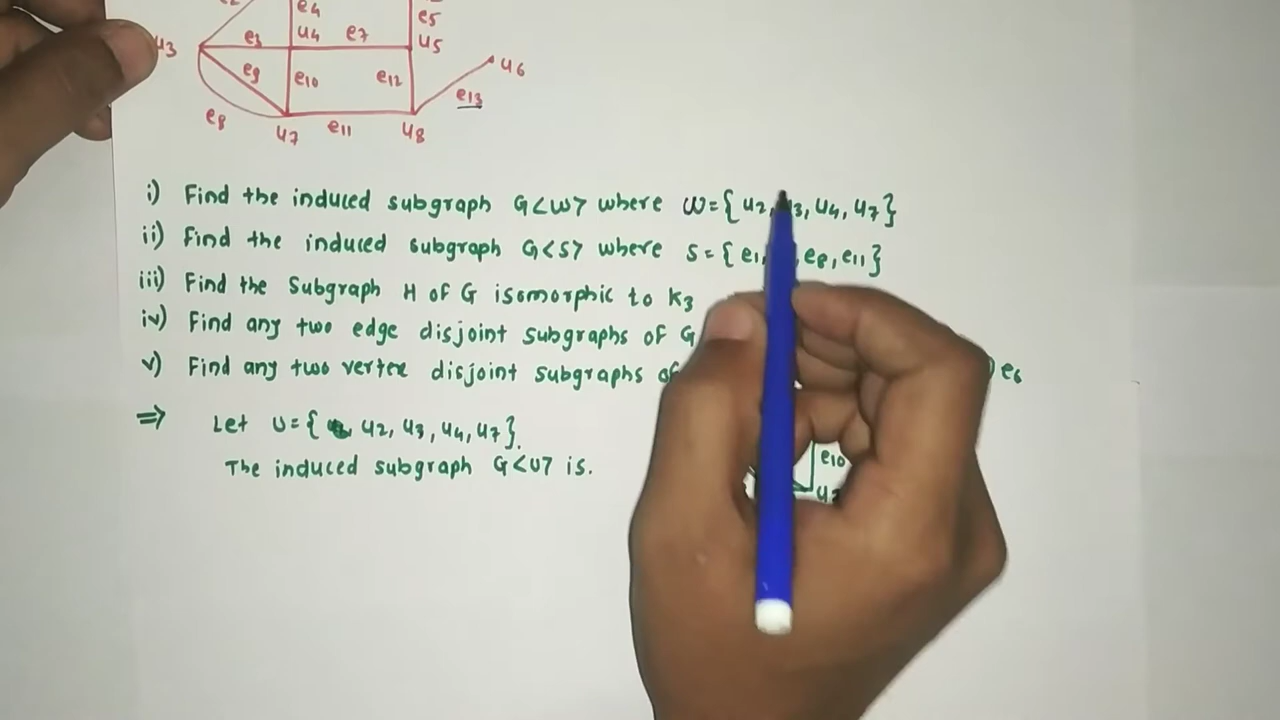 e4
e5
u3 e3 u4 e7 u5
e9 e10 e12 u6
e13
e8 u7 e11 u8
i) Find the induced subgraph G<W> where W={u2, u3, u4, u7}
ii) Find the induced subgraph G<S> where S={e1, e8, e11}
iii) Find the Subgraph H of G isomorphic to K3
iv) Find any two edge disjoint subgraphs of G
v) Find any two vertex disjoint subgraphs of
e6
⇒ Let U={ u2, u3, u4, u7}.
The induced subgraph G<U> is.
e10